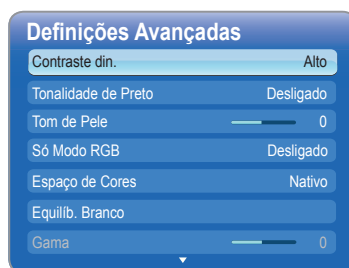 Definições Avançadas
Contraste din. Alto
Tonalidade de Preto Desligado
Tom de Pele 0
Só Modo RGB Desligado
Espaço de Cores Nativo
Equilíb. Branco
Gama 0